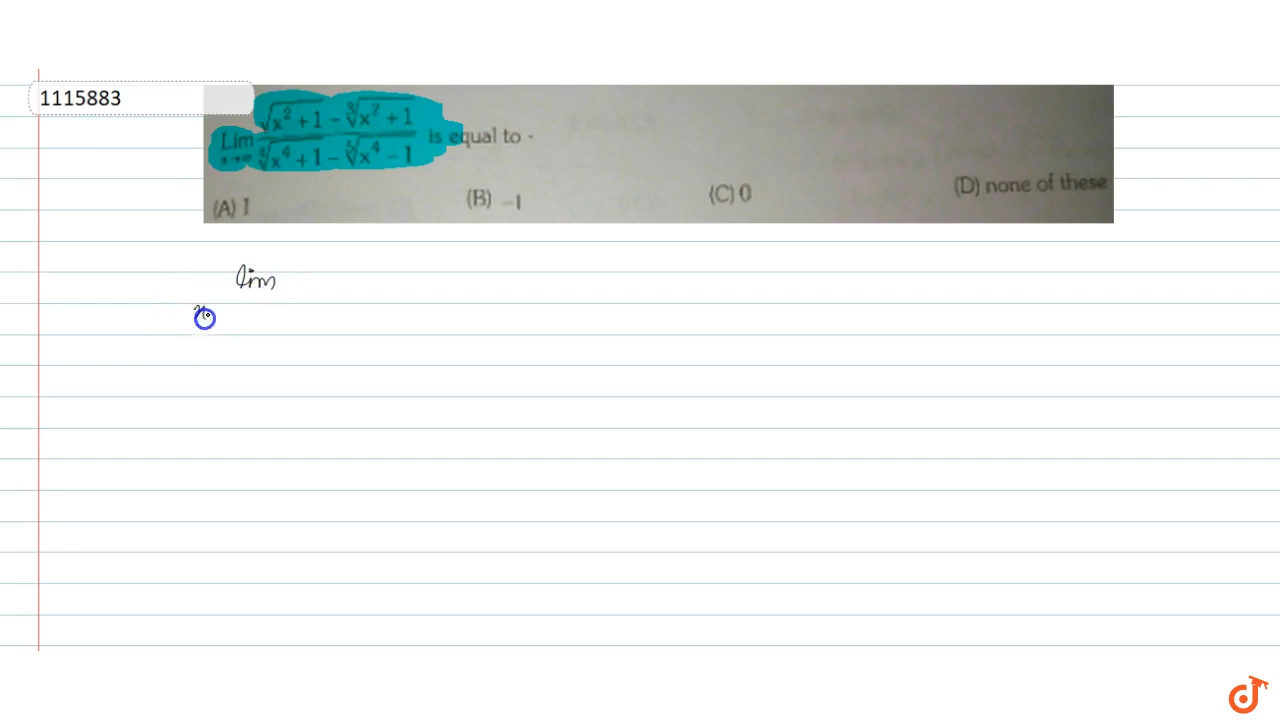 1115883
Lim x→∞ (√(x² + 1) − ∛(x² + 1)) / (∜(x⁴ + 1) − ⁵√(x⁴ − 1)) is equal to -
(A) 1 (B) –1 (C) 0 (D) none of these
lim